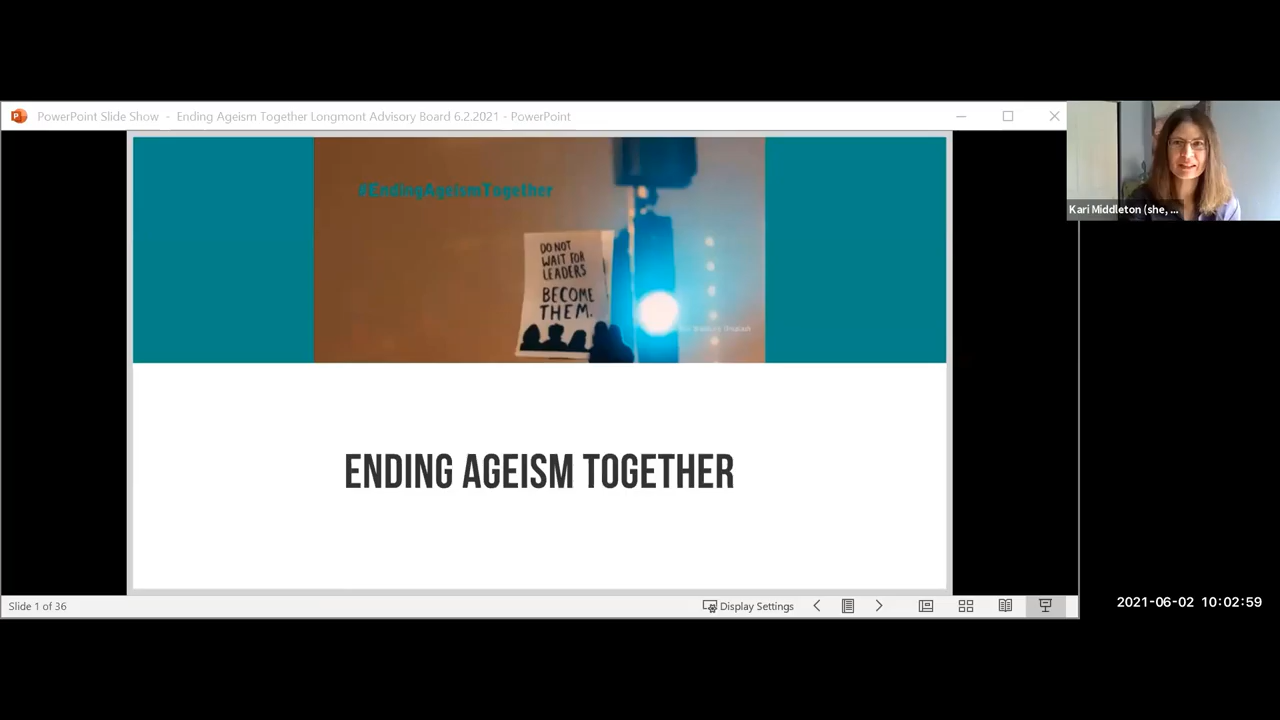 PowerPoint Slide Show - Ending Ageism Together Longmont Advisory Board 6.2.2021 - PowerPoint
#EndingAgeismTogether
DO NOT
WAIT FOR
LEADERS
BECOME
THEM.
Kari Middleton (she, ...
ENDING AGEISM TOGETHER
Slide 1 of 36
Display Settings
2021-06-02 10:02:59